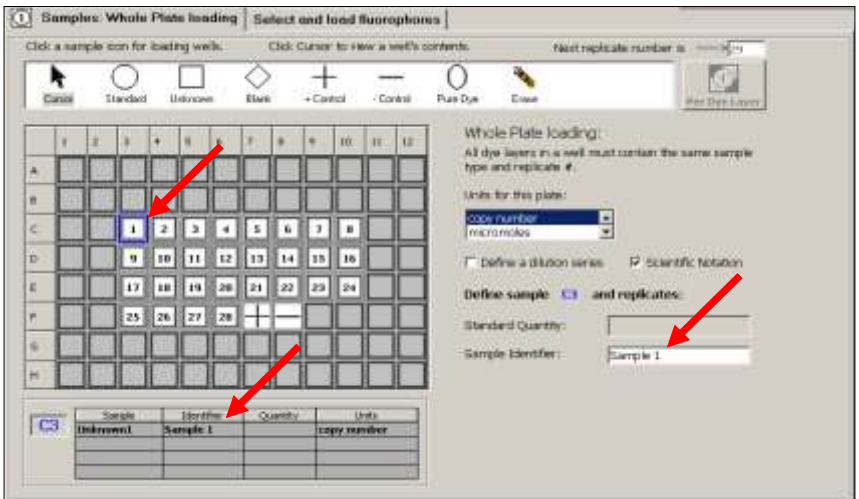 Samples: Whole Plate loading Select and load fluorophores
Click a sample icon for loading wells. Click Cursor to view a well's contents. Next replicate number is
Cursor Standard Unknown Blank +Control -Control Pure Dye Erase
Per Dye Layer
Whole Plate loading:
All dye layers in a well must contain the same sample
type and replicate #.
Units for this plate:
copy number
micromoles
Define a dilution series Scientific Notation
Define sample C3 and replicates:
Standard Quantity:
Sample Identifier: Sample 1
1 2 3 4 5 6 7 8 9 10 11 12
A
B
C 1 2 3 4 5 6 7 8
D 9 10 11 12 13 14 15 16
E 17 18 19 20 21 22 23 24
F 25 26 27 28 + -
G
H
C3
Sample Identifier Quantity Units
Unknown1 Sample 1 copy number